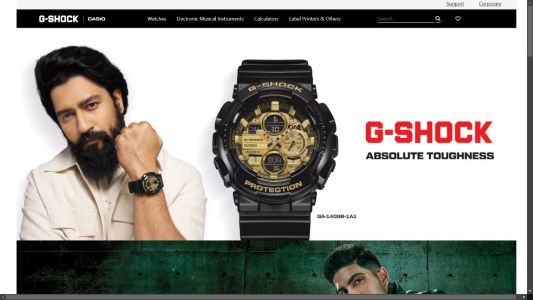 Support Corporate
G-SHOCK CASIO Watches Electronic Musical Instruments Calculators Label Printers & Others Search...
G-SHOCK
CASIO
PROTECTION
G-SHOCK
ABSOLUTE TOUGHNESS
GA-140GB-1A1